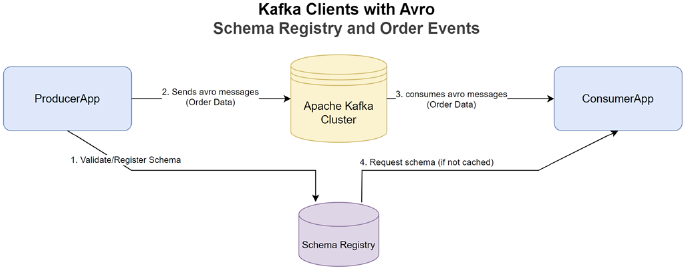 Kafka Clients with Avro
Schema Registry and Order Events
ProducerApp
2. Sends avro messages
(Order Data)
Apache Kafka
Cluster
3. consumes avro messages
(Order Data)
ConsumerApp
1. Validate/Register Schema
4. Request schema (if not cached)
Schema Registry